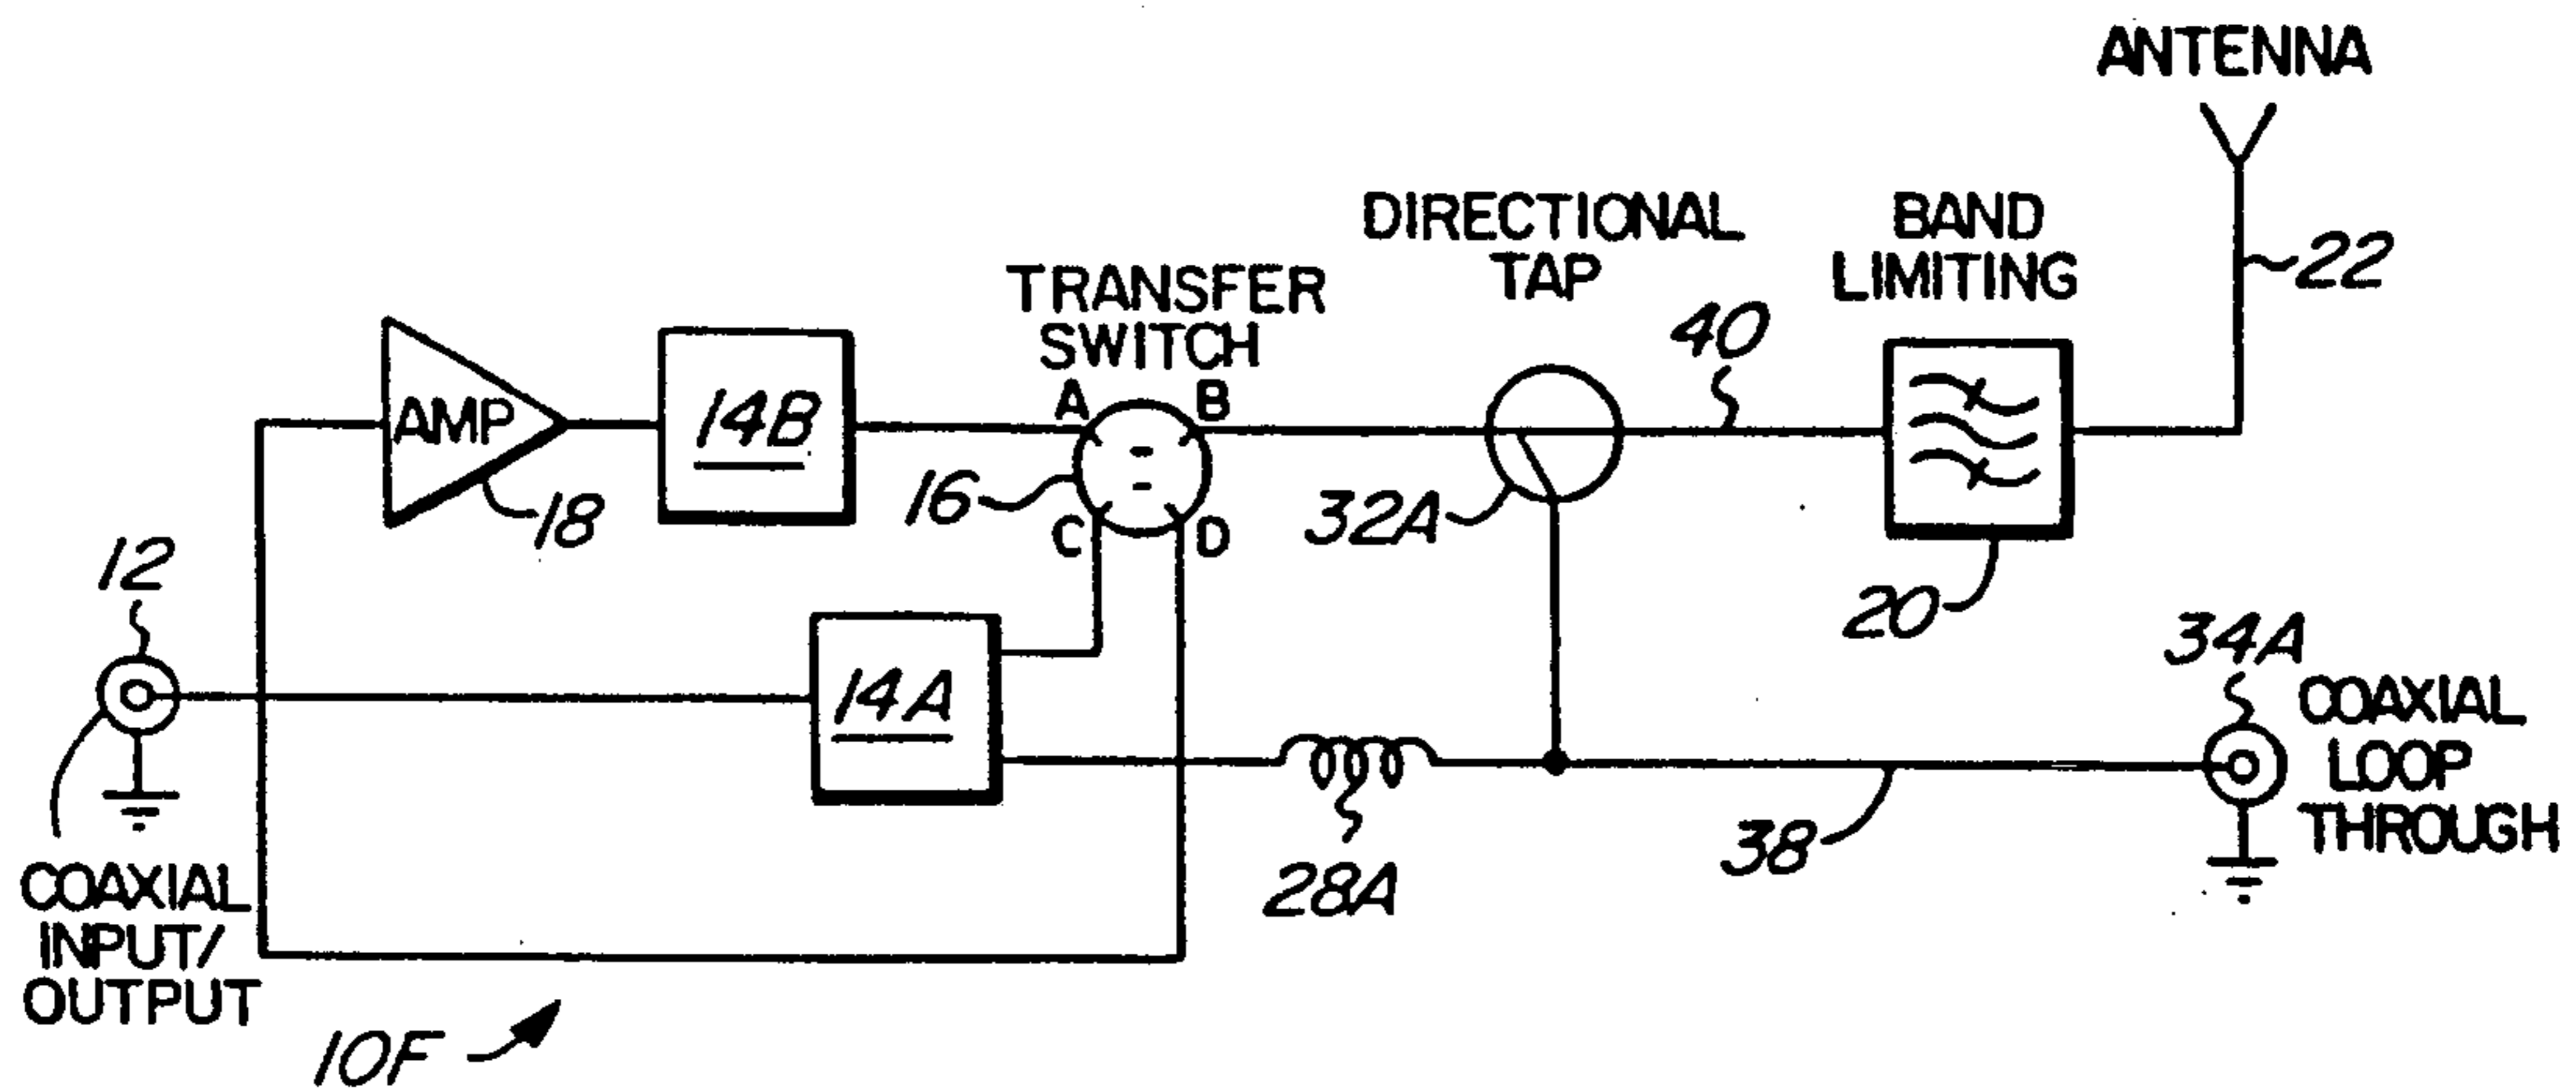 ANTENNA
22
DIRECTIONAL
TAP
BAND
LIMITING
40
TRANSFER
SWITCH
A B
C D
16
AMP
18
14B
32A
20
12
14A
34A
COAXIAL
LOOP
THROUGH
38
28A
COAXIAL
INPUT/
OUTPUT
10F